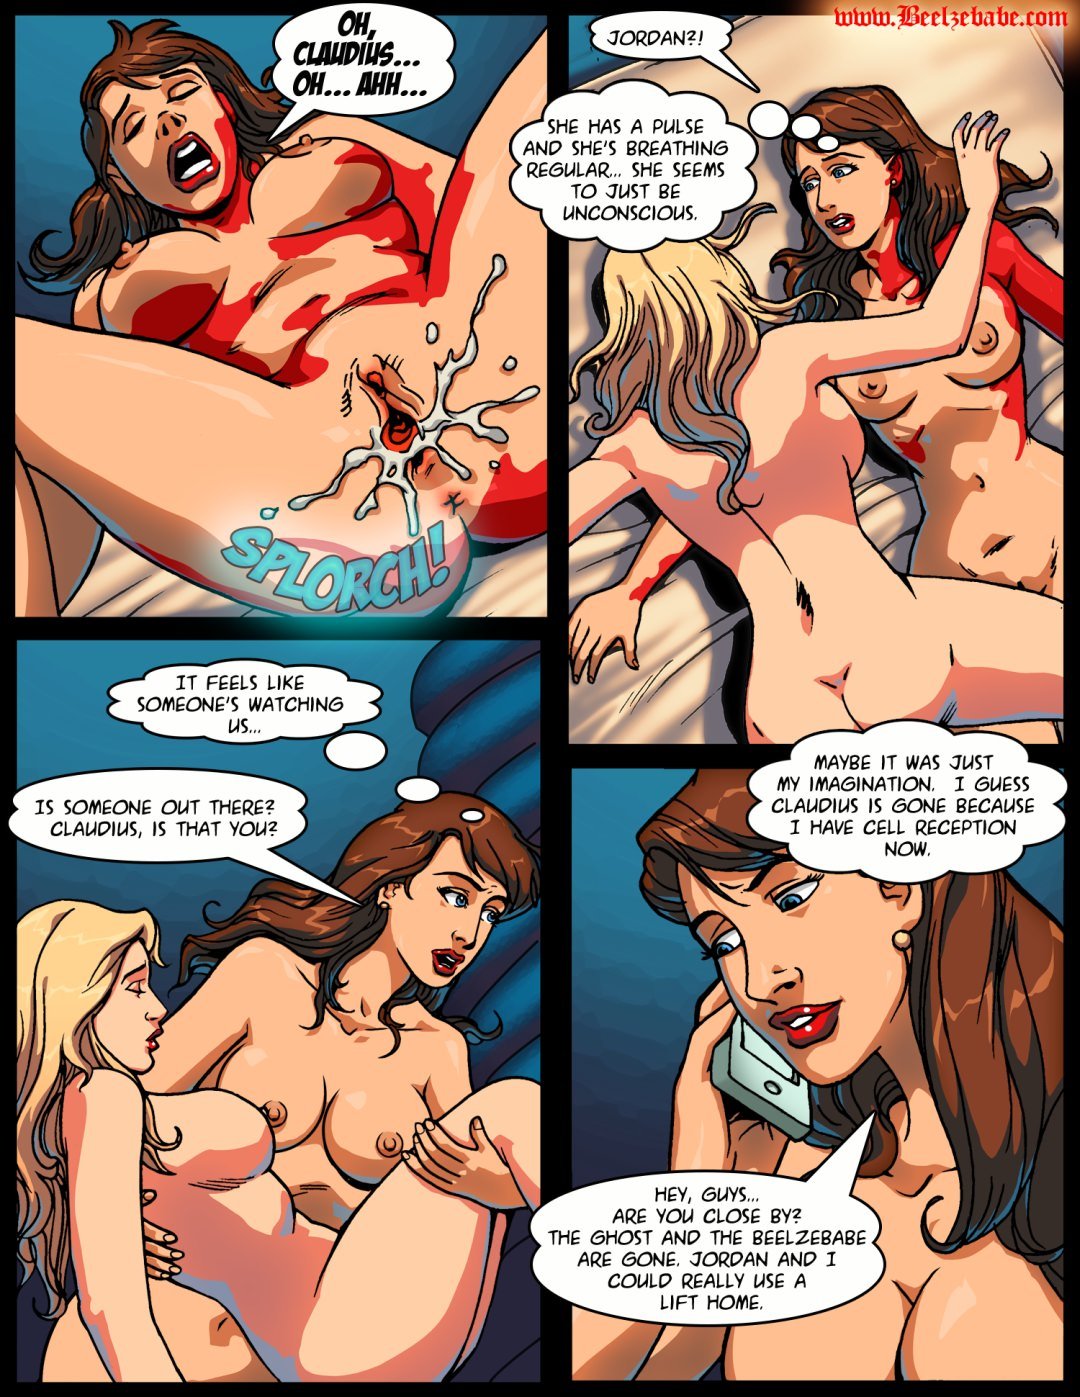 www.Beelzebabe.com
OH,
CLAUDIUS...
OH... AHH...
SPLORCH!
JORDAN?!
SHE HAS A PULSE
AND SHE'S BREATHING
REGULAR... SHE SEEMS
TO JUST BE
UNCONSCIOUS.
IT FEELS LIKE
SOMEONE'S WATCHING
US...
IS SOMEONE OUT THERE?
CLAUDIUS, IS THAT YOU?
MAYBE IT WAS JUST
MY IMAGINATION. I GUESS
CLAUDIUS IS GONE BECAUSE
I HAVE CELL RECEPTION
NOW.
HEY, GUYS...
ARE YOU CLOSE BY?
THE GHOST AND THE BEELZEBABE
ARE GONE. JORDAN AND I
COULD REALLY USE A
LIFT HOME.